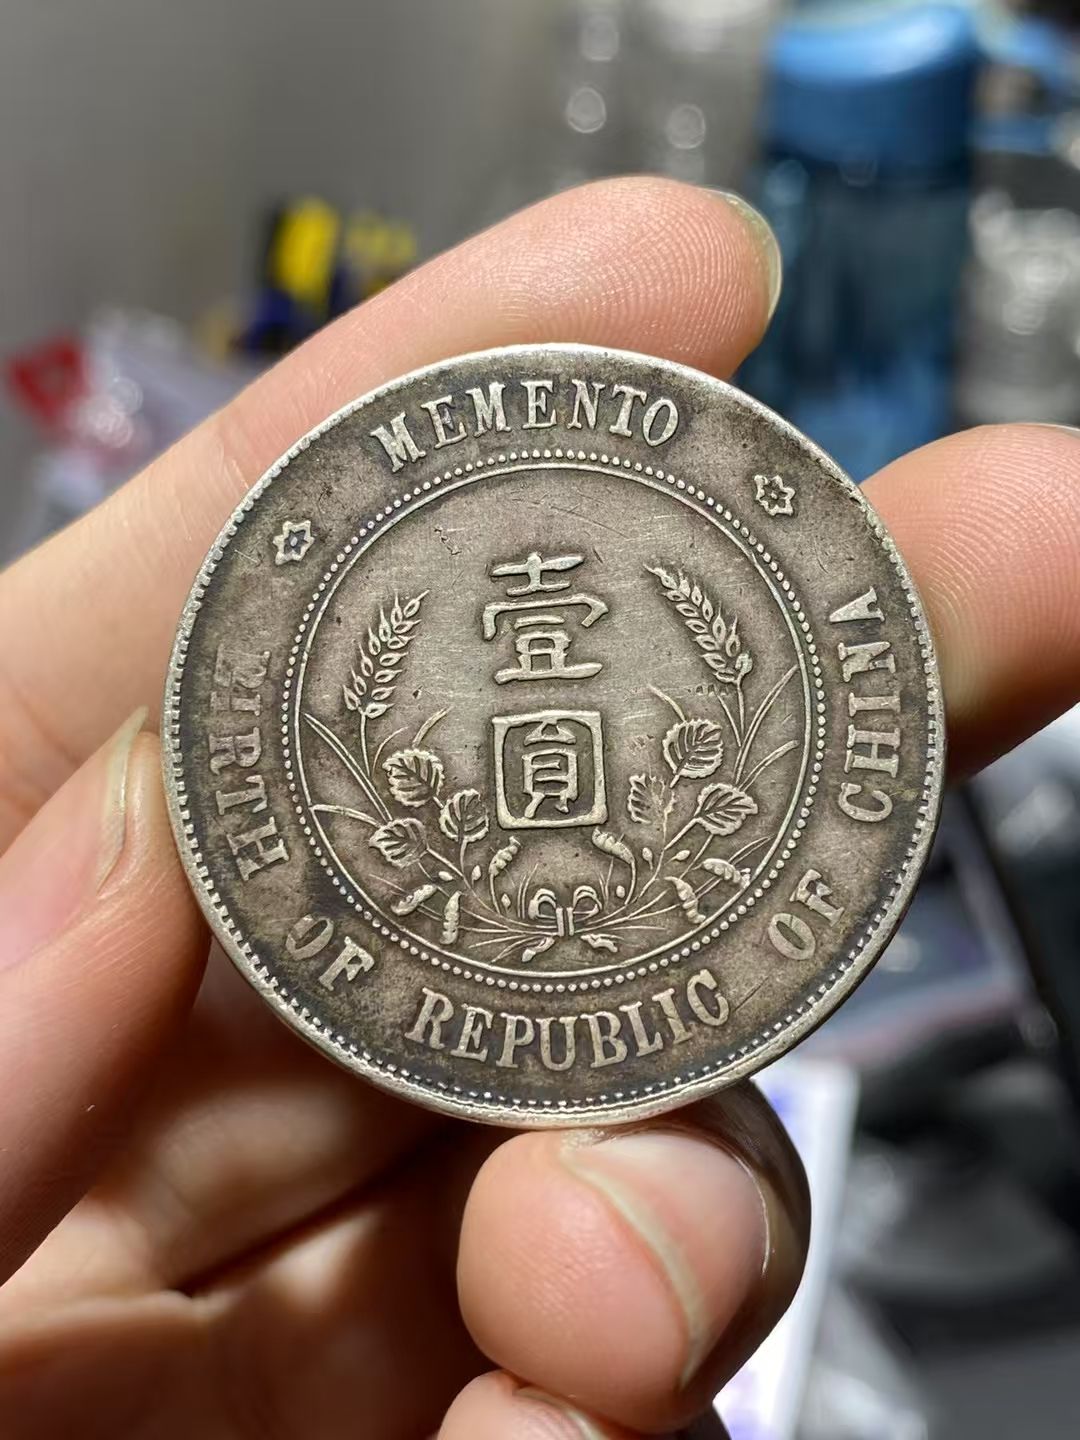 MEMENTO
壹
圓
BIRTH OF REPUBLIC OF CHINA